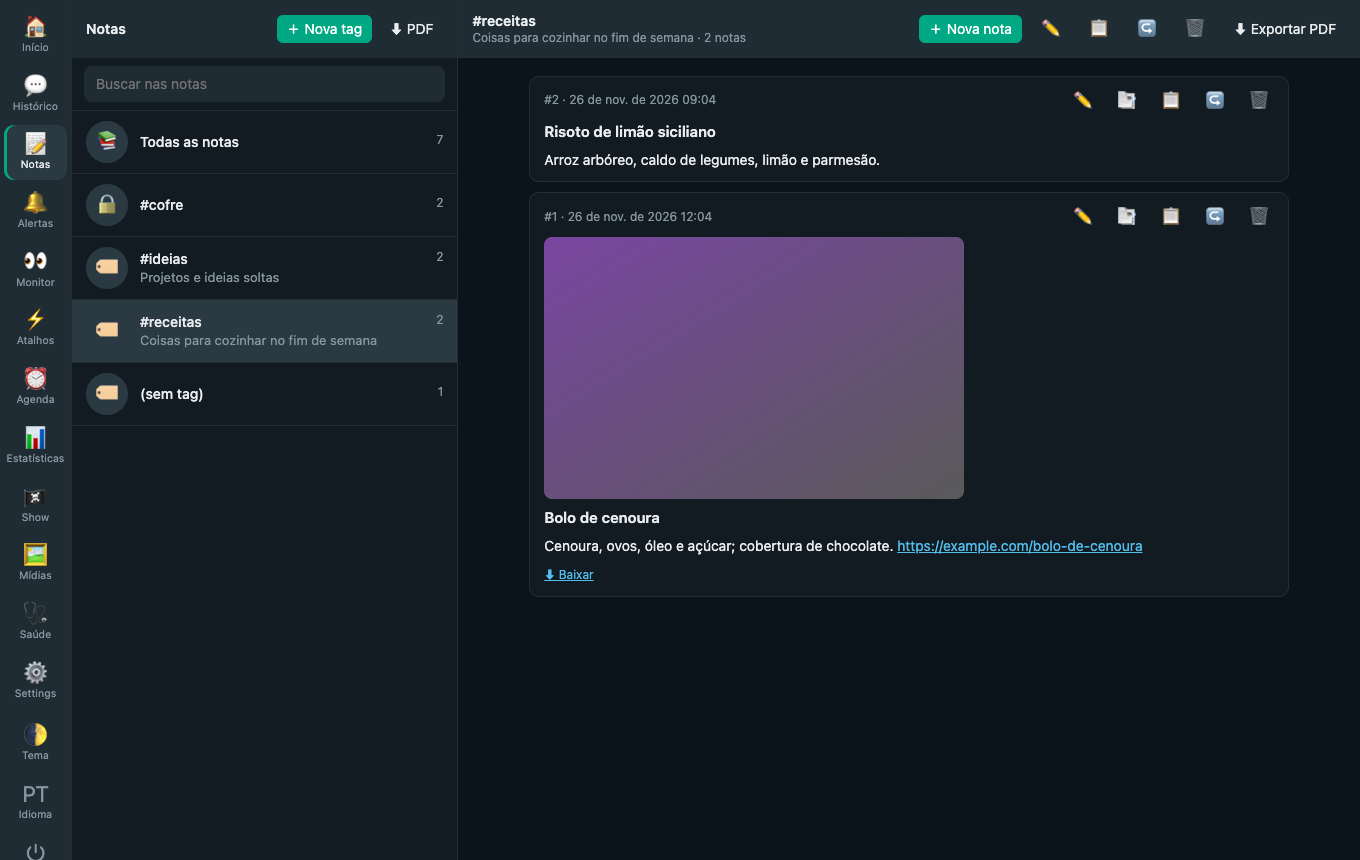 Início
Histórico
Notas
Alertas
Monitor
Atalhos
Agenda
Estatísticas
Show
Mídias
Saúde
Settings
Tema
PT
Idioma
Notas
+ Nova tag
⬇ PDF
Buscar nas notas
Todas as notas 7
#cofre 2
#ideias 2
Projetos e ideias soltas
#receitas 2
Coisas para cozinhar no fim de semana
(sem tag) 1
#receitas
Coisas para cozinhar no fim de semana · 2 notas
+ Nova nota
⬇ Exportar PDF
#2 · 26 de nov. de 2026 09:04
Risoto de limão siciliano
Arroz arbóreo, caldo de legumes, limão e parmesão.
#1 · 26 de nov. de 2026 12:04
Bolo de cenoura
Cenoura, ovos, óleo e açúcar; cobertura de chocolate. https://example.com/bolo-de-cenoura
⬇ Baixar